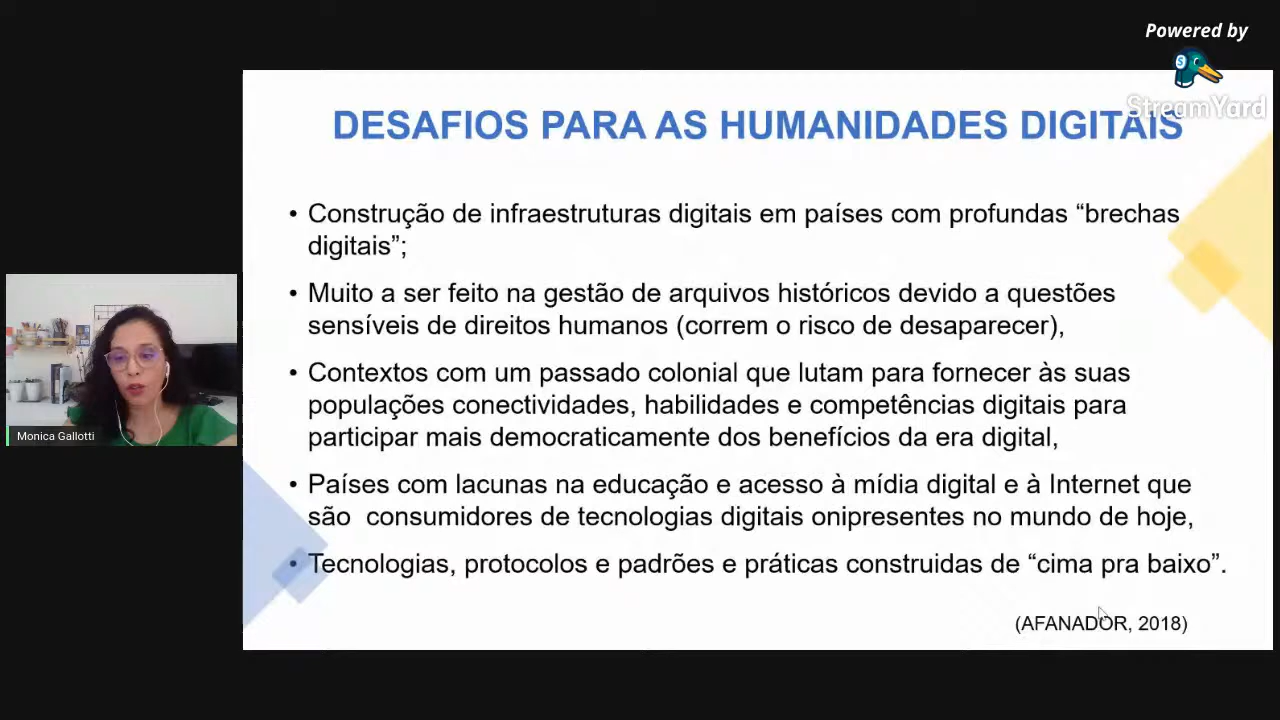 Powered by
StreamYard
DESAFIOS PARA AS HUMANIDADES DIGITAIS
• Construção de infraestruturas digitais em países com profundas “brechas
digitais”;
• Muito a ser feito na gestão de arquivos históricos devido a questões
sensíveis de direitos humanos (correm o risco de desaparecer),
• Contextos com um passado colonial que lutam para fornecer às suas
populações conectividades, habilidades e competências digitais para
participar mais democraticamente dos benefícios da era digital,
• Países com lacunas na educação e acesso à mídia digital e à Internet que
são consumidores de tecnologias digitais onipresentes no mundo de hoje,
• Tecnologias, protocolos e padrões e práticas construidas de “cima pra baixo”.
(AFANADOR, 2018)
Monica Gallotti